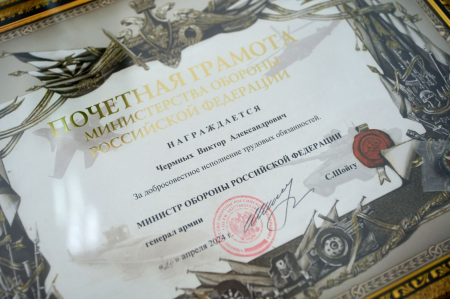 ПОЧЕТНАЯ ГРАМОТА
МИНИСТЕРСТВА ОБОРОНЫ
РОССИЙСКОЙ ФЕДЕРАЦИИ
НАГРАЖДАЕТСЯ
Чермных Виктор Александрович
За добросовестное исполнение трудовых обязанностей.
МИНИСТР ОБОРОНЫ РОССИЙСКОЙ ФЕДЕРАЦИИ
генерал армии С.Шойгу
апреля 2024 г.